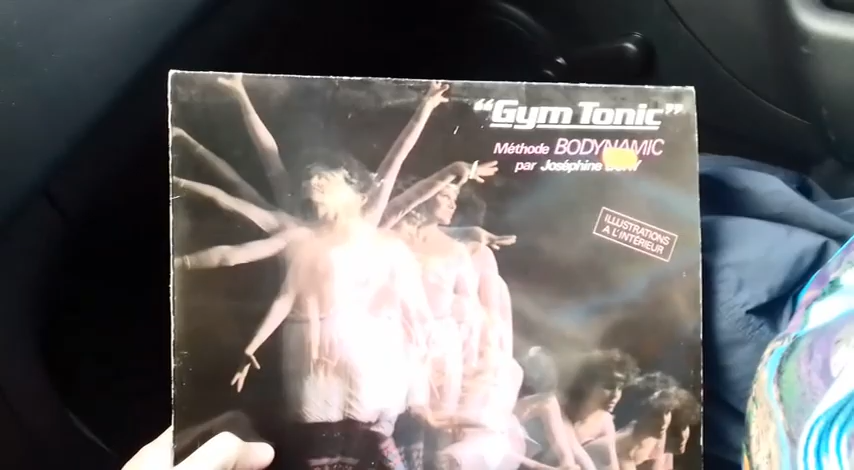 “Gym Tonic”
Méthode BODYNAMIC
par Joséphine
ILLUSTRATIONS
A L'INTÉRIEUR